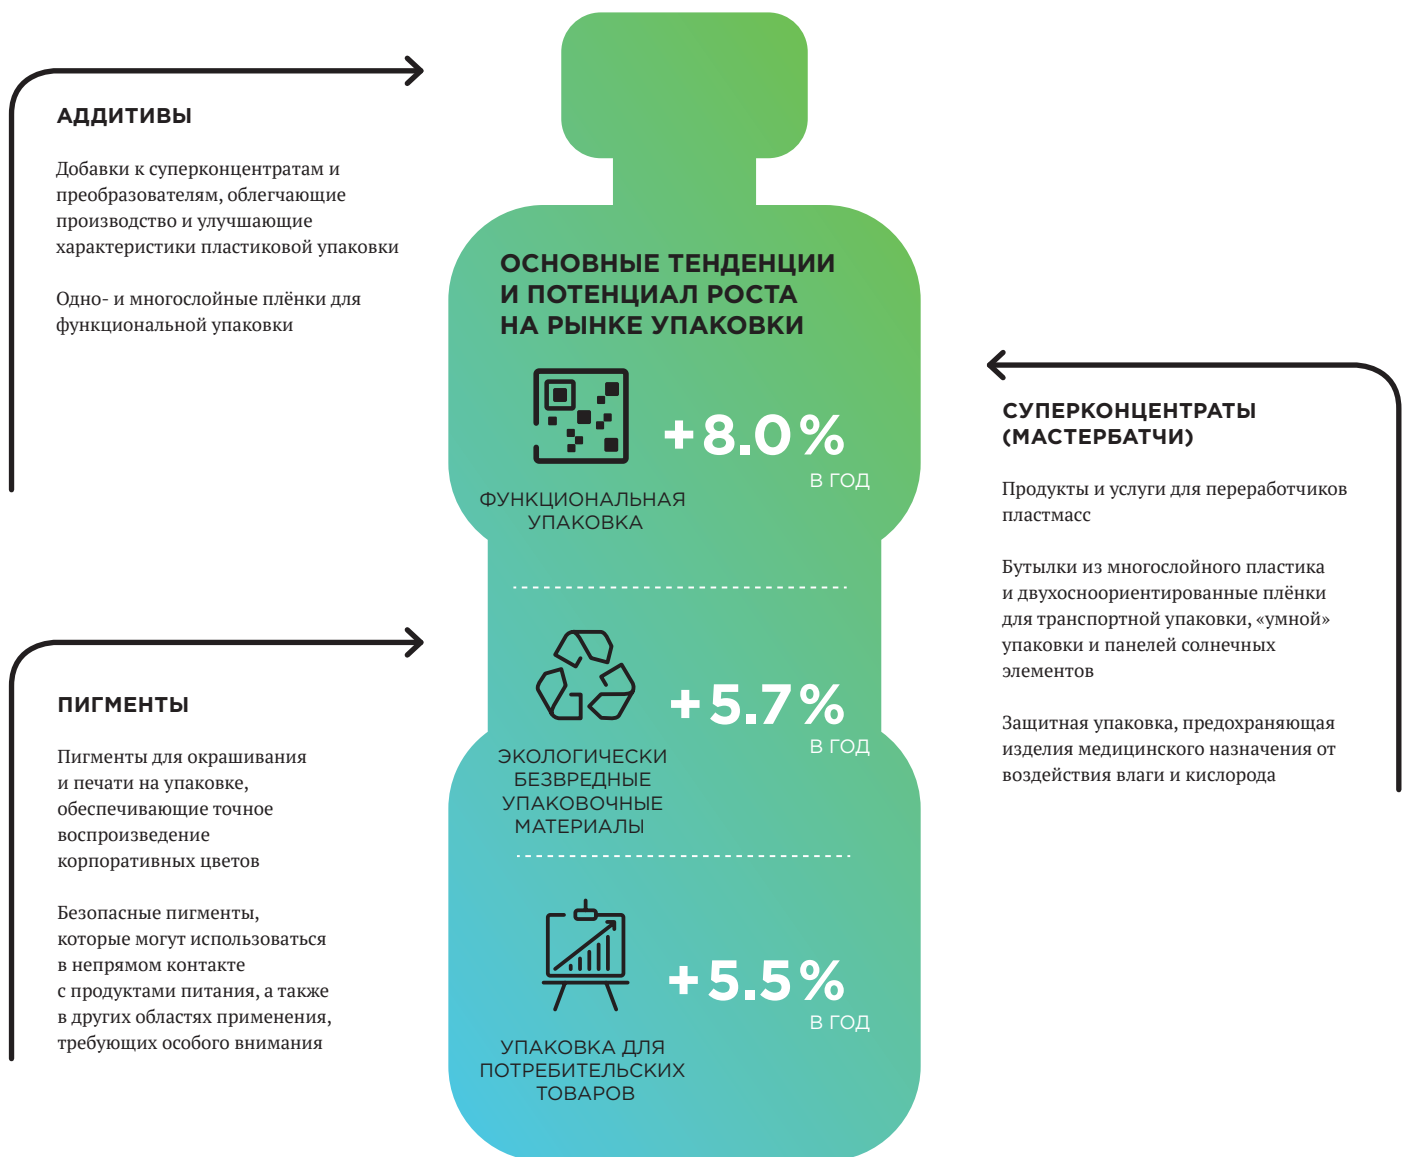 АДДИТИВЫ
Добавки к суперконцентратам и
преобразователям, облегчающие
производство и улучшающие
характеристики пластиковой упаковки
Одно- и многослойные плёнки для
функциональной упаковки
ПИГМЕНТЫ
Пигменты для окрашивания
и печати на упаковке,
обеспечивающие точное
воспроизведение
корпоративных цветов
Безопасные пигменты,
которые могут использоваться
в непрямом контакте
с продуктами питания, а также
в других областях применения,
требующих особого внимания
ОСНОВНЫЕ ТЕНДЕНЦИИ
И ПОТЕНЦИАЛ РОСТА
НА РЫНКЕ УПАКОВКИ
+8.0%
В ГОД
ФУНКЦИОНАЛЬНАЯ
УПАКОВКА
+5.7%
В ГОД
ЭКОЛОГИЧЕСКИ
БЕЗВРЕДНЫЕ
УПАКОВОЧНЫЕ
МАТЕРИАЛЫ
+5.5%
В ГОД
УПАКОВКА ДЛЯ
ПОТРЕБИТЕЛЬСКИХ
ТОВАРОВ
СУПЕРКОНЦЕНТРАТЫ
(МАСТЕРБАТЧИ)
Продукты и услуги для переработчиков
пластмасс
Бутылки из многослойного пластика
и двухосноориентированные плёнки
для транспортной упаковки, «умной»
упаковки и панелей солнечных
элементов
Защитная упаковка, предохраняющая
изделия медицинского назначения от
воздействия влаги и кислорода